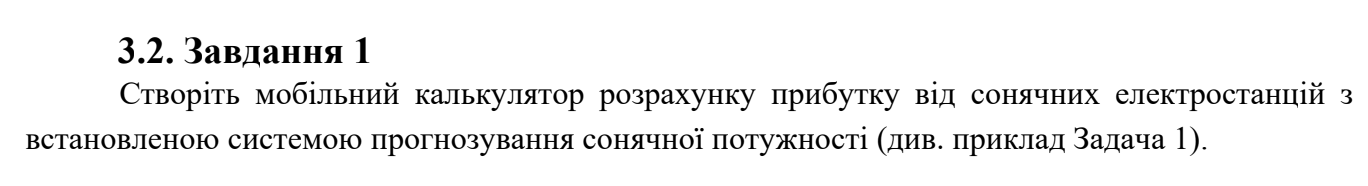 3.2. Завдання 1
Створіть мобільний калькулятор розрахунку прибутку від сонячних електростанцій з
встановленою системою прогнозування сонячної потужності (див. приклад Задача 1).